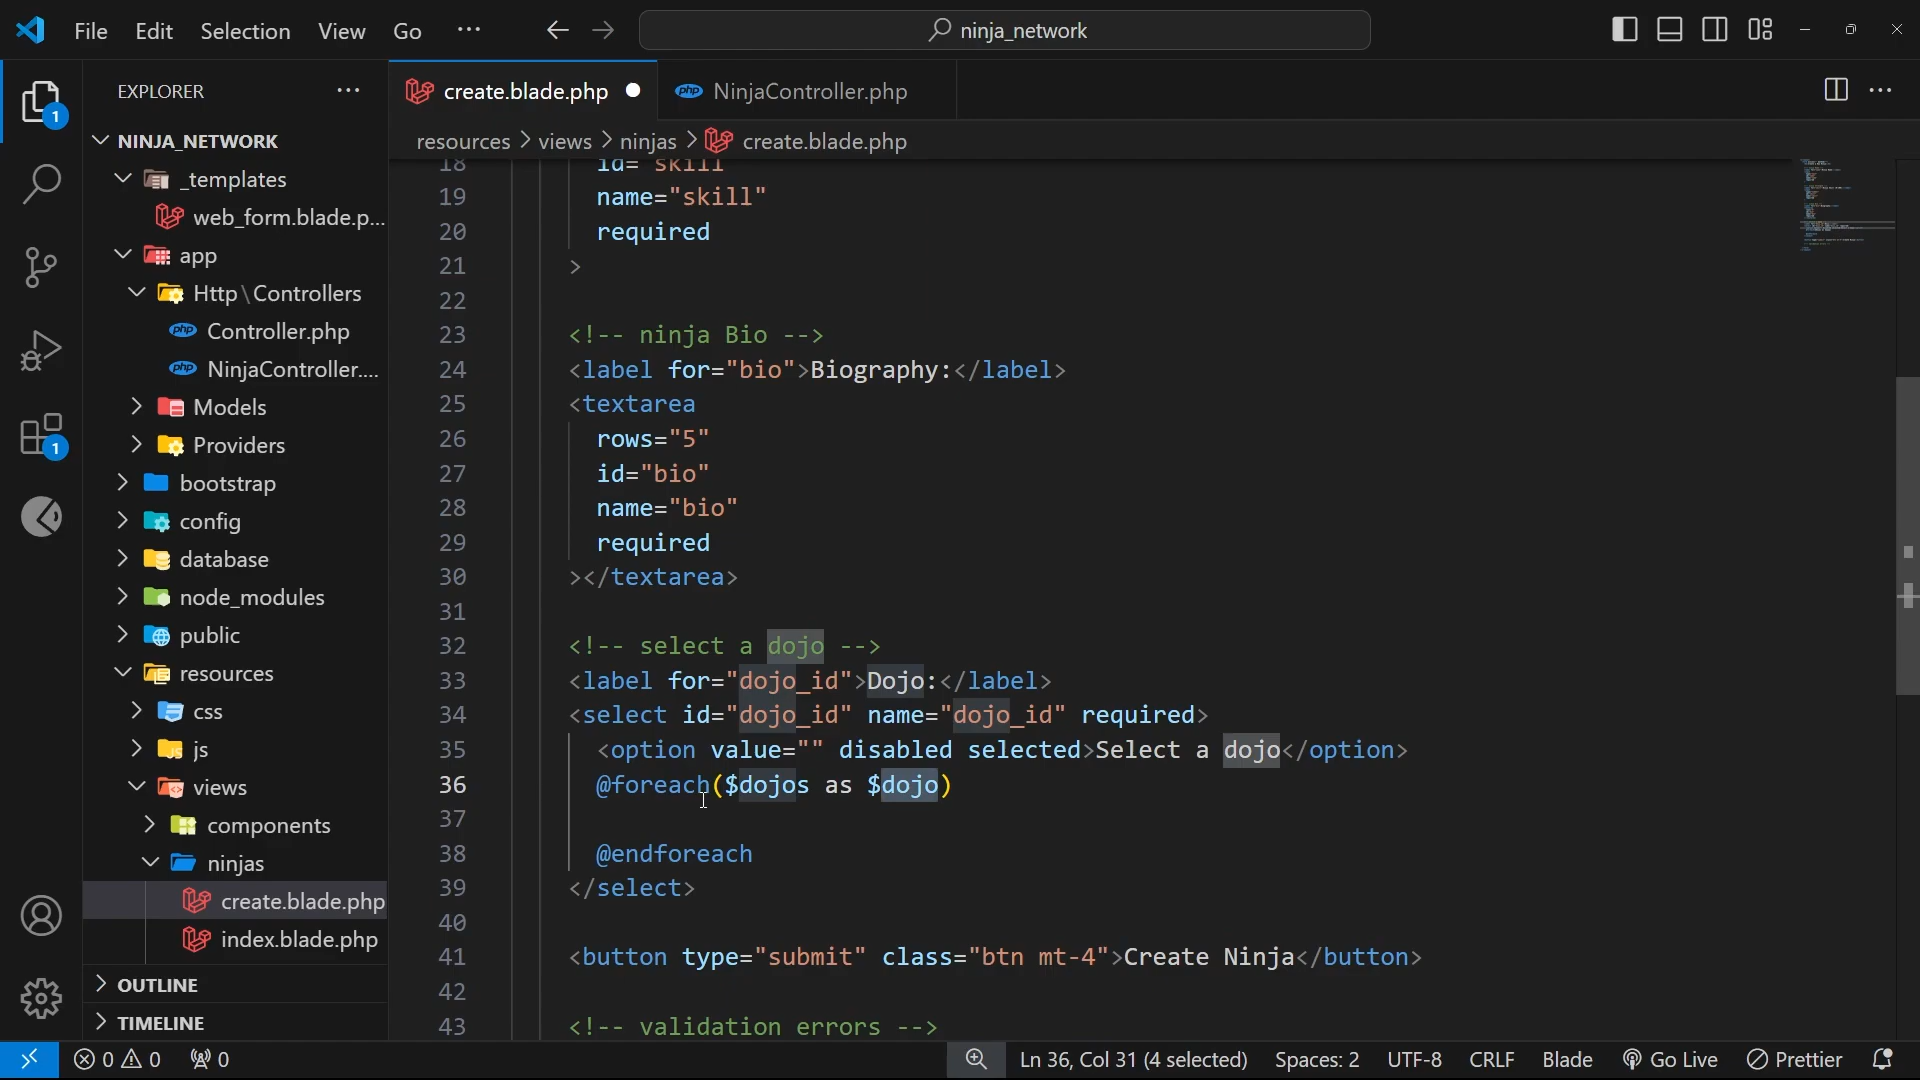 File Edit Selection View Go ··· ninja_network
EXPLORER ···
NINJA_NETWORK
_templates
web_form.blade.p...
app
Http\Controllers
Controller.php
NinjaController....
Models
Providers
bootstrap
config
database
node_modules
public
resources
css
js
views
components
ninjas
create.blade.php
index.blade.php
OUTLINE
TIMELINE
create.blade.php
php NinjaController.php
resources > views > ninjas > create.blade.php
18 id="skill"
19 name="skill"
20 required
21 >
22
23 <!-- ninja Bio -->
24 <label for="bio">Biography:</label>
25 <textarea
26 rows="5"
27 id="bio"
28 name="bio"
29 required
30 ></textarea>
31
32 <!-- select a dojo -->
33 <label for="dojo_id">Dojo:</label>
34 <select id="dojo_id" name="dojo_id" required>
35 <option value="" disabled selected>Select a dojo</option>
36 @foreach($dojos as $dojo)
37
38 @endforeach
39 </select>
40
41 <button type="submit" class="btn mt-4">Create Ninja</button>
42
43 <!-- validation errors -->
0 0 0 Ln 36, Col 31 (4 selected) Spaces: 2 UTF-8 CRLF Blade Go Live Prettier